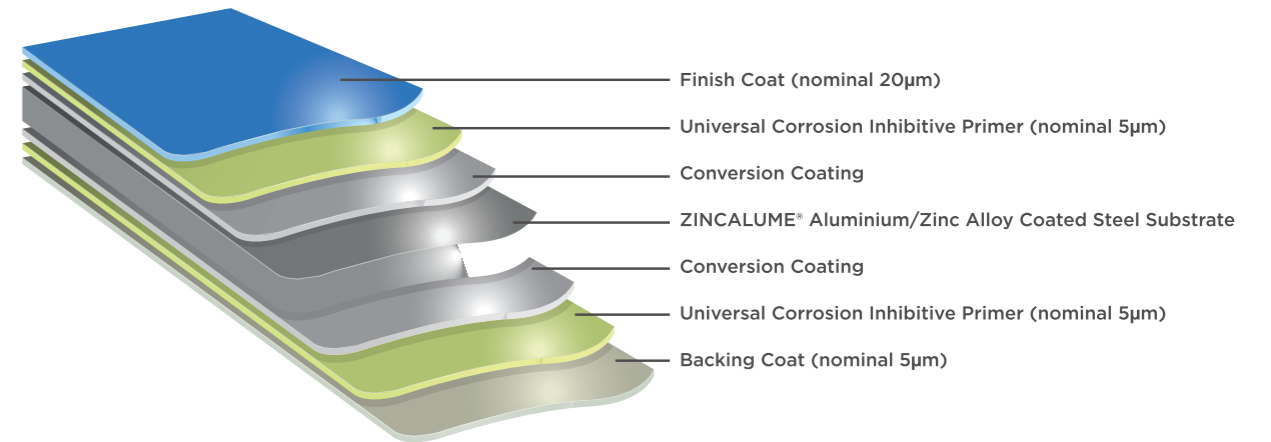 Finish Coat (nominal 20µm)
Universal Corrosion Inhibitive Primer (nominal 5µm)
Conversion Coating
ZINCALUME® Aluminium/Zinc Alloy Coated Steel Substrate
Conversion Coating
Universal Corrosion Inhibitive Primer (nominal 5µm)
Backing Coat (nominal 5µm)